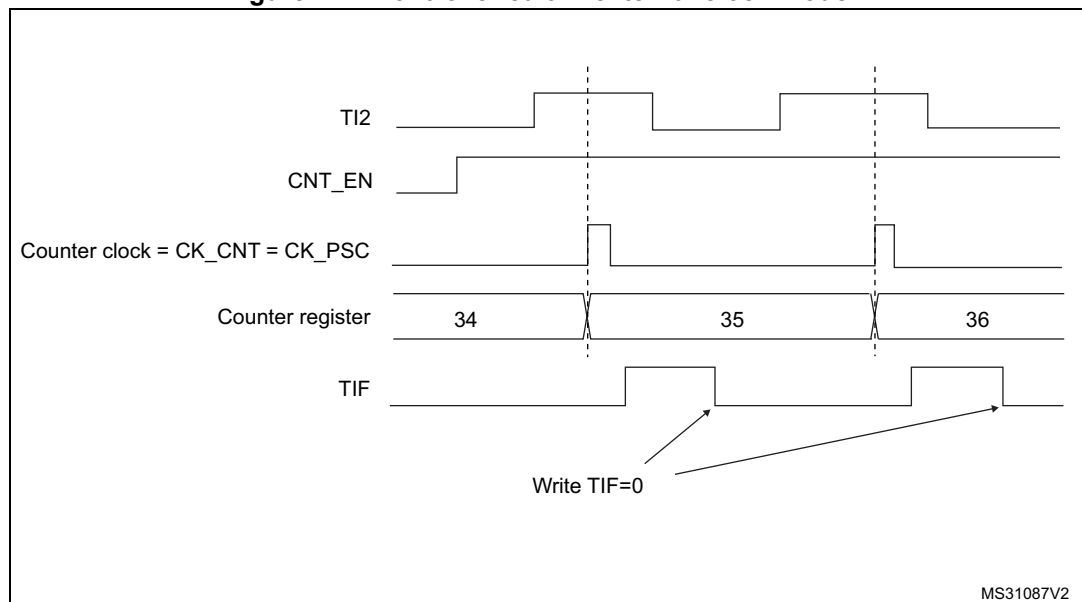 TI2
CNT_EN
Counter clock = CK_CNT = CK_PSC
Counter register
34
35
36
TIF
Write TIF=0
MS31087V2